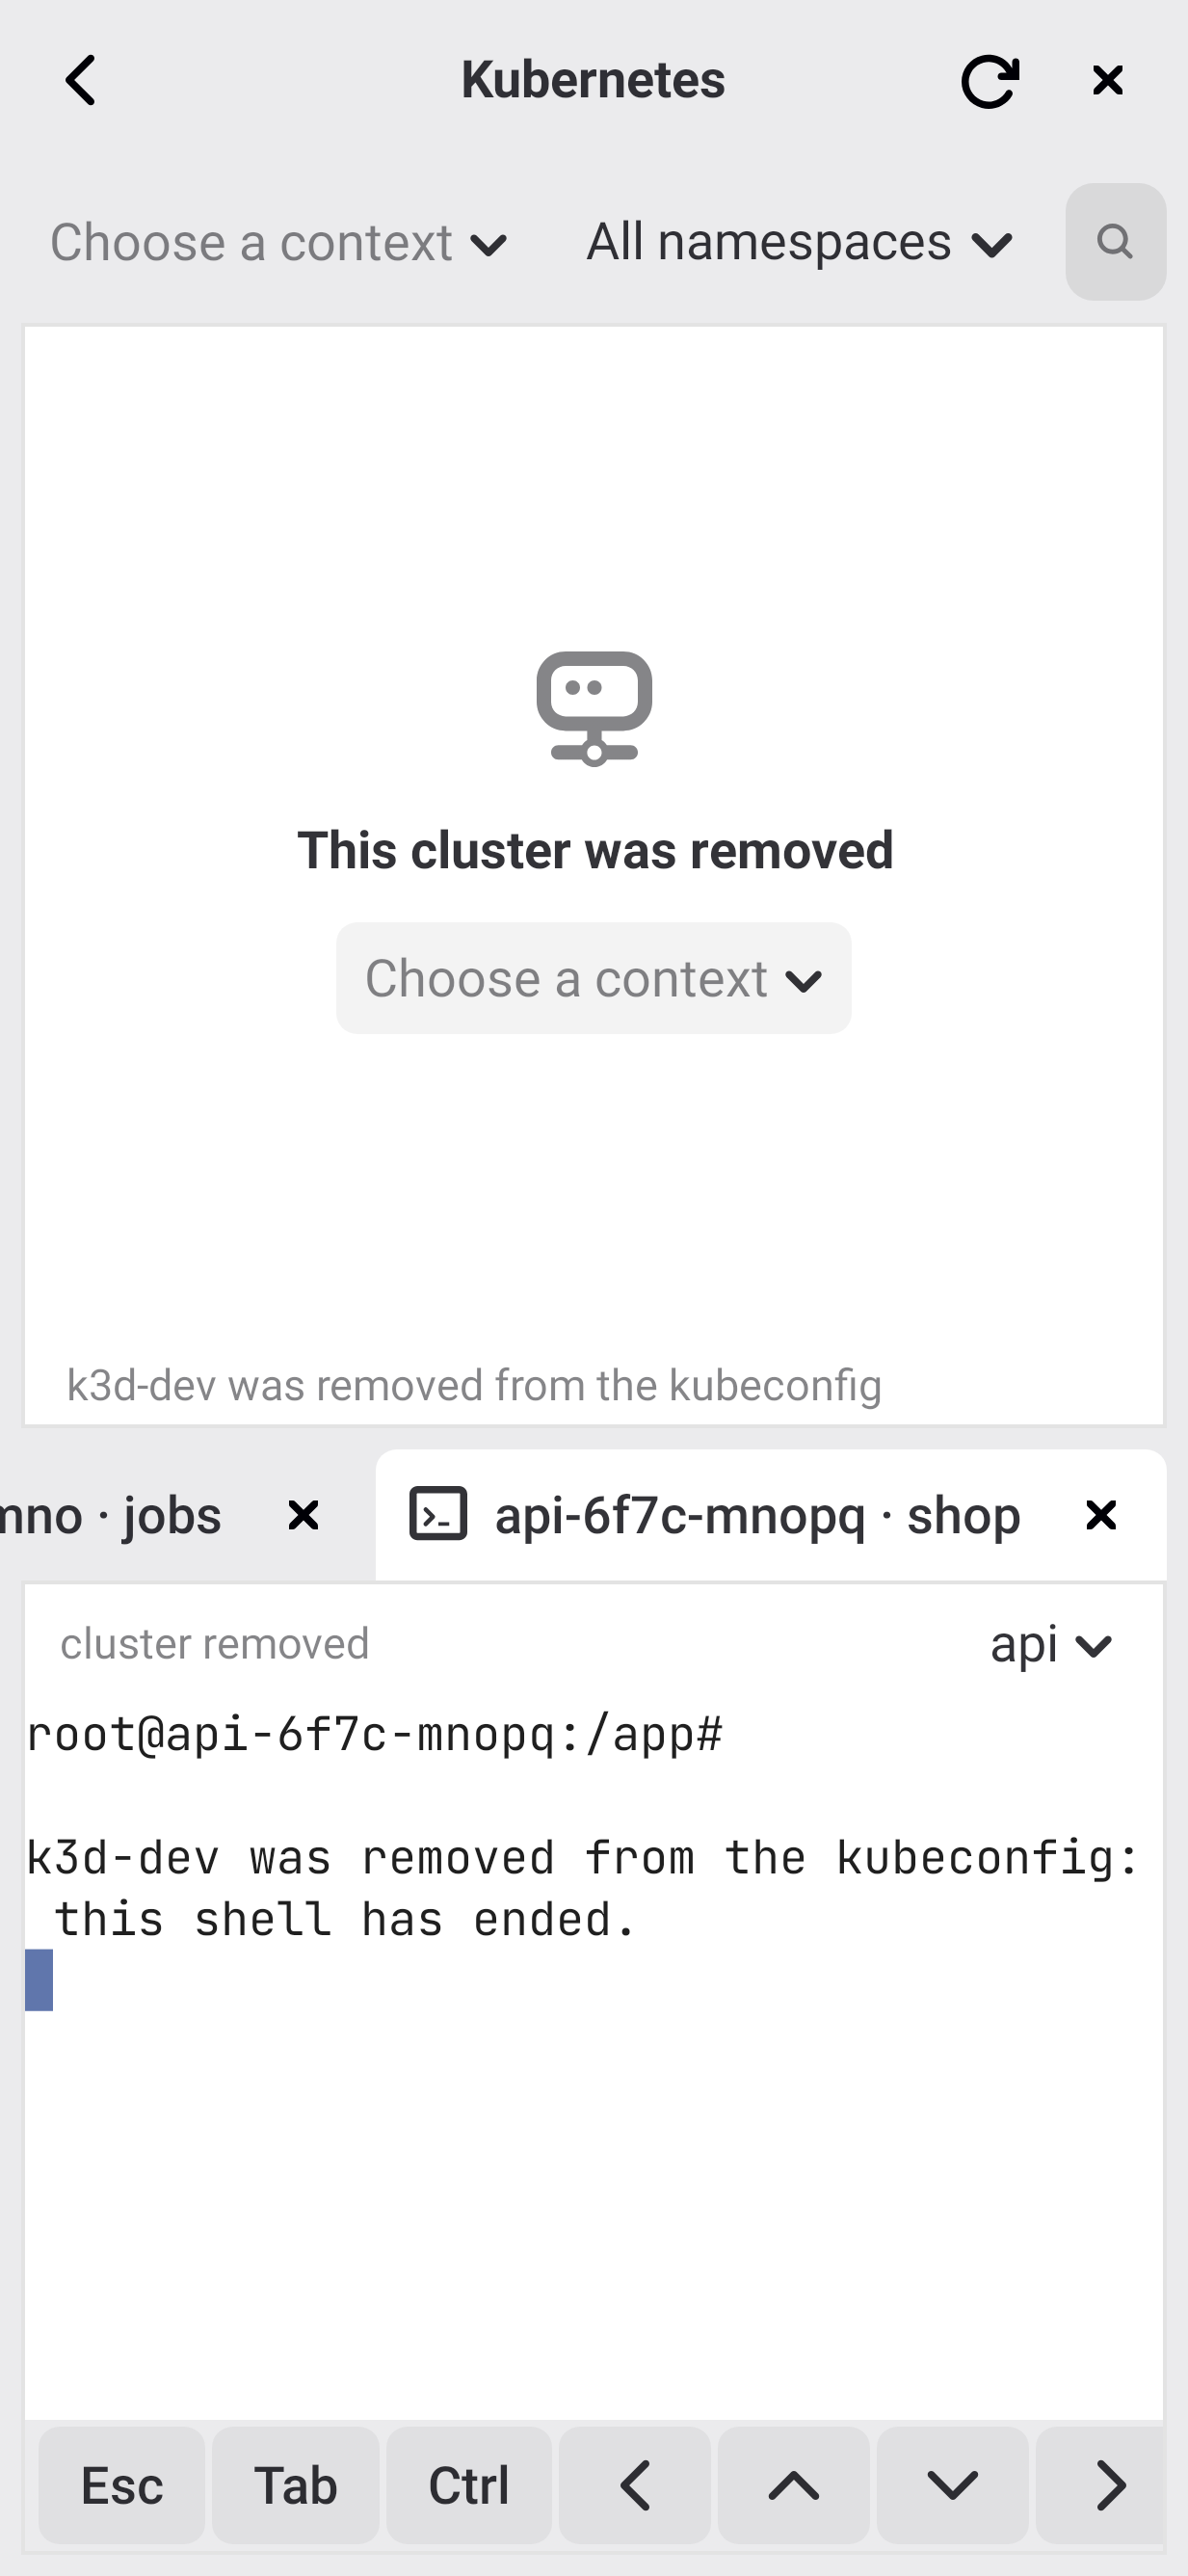 Kubernetes
Choose a context
All namespaces
This cluster was removed
Choose a context
k3d-dev was removed from the kubeconfig
mno · jobs
api-6f7c-mnopq · shop
cluster removed
api
root@api-6f7c-mnopq:/app#
k3d-dev was removed from the kubeconfig:
this shell has ended.
Esc
Tab
Ctrl